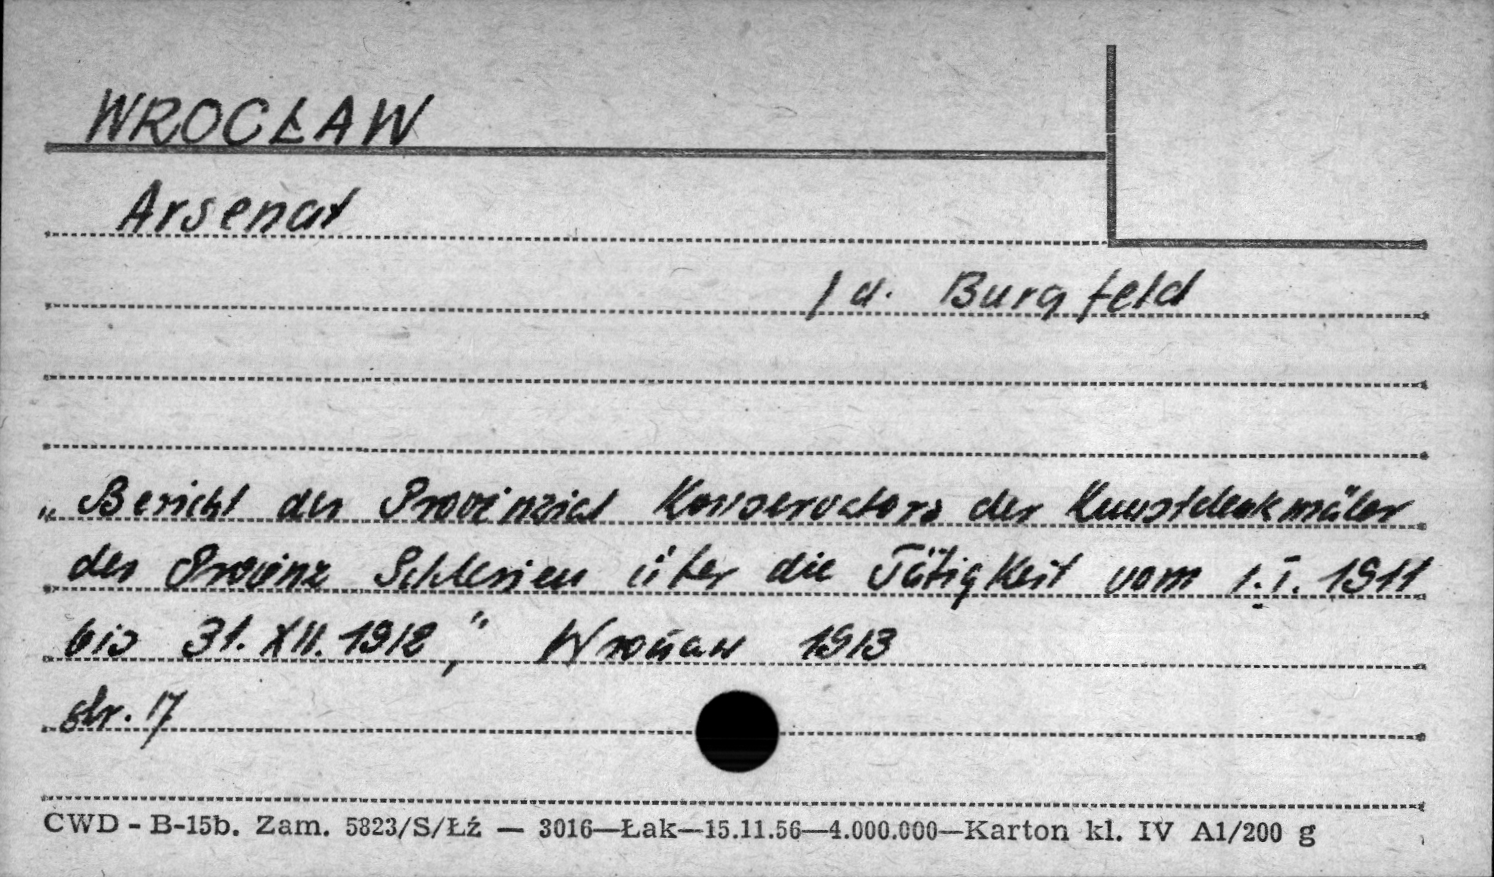 WROCŁAW
Arsenał
/d. Burgfeld
„Bericht des Provinzial Konservators der Kunstdenkmäler
der Provinz Schlesien über die Tätigkeit vom 1.I.1911
bis 31.XII.1912," Wrocław 1913
str. 17
CWD - B-15b. Zam. 5823/S/Łź — 3016—Łak—15.11.56—4.000.000—Karton kl. IV A1/200 g